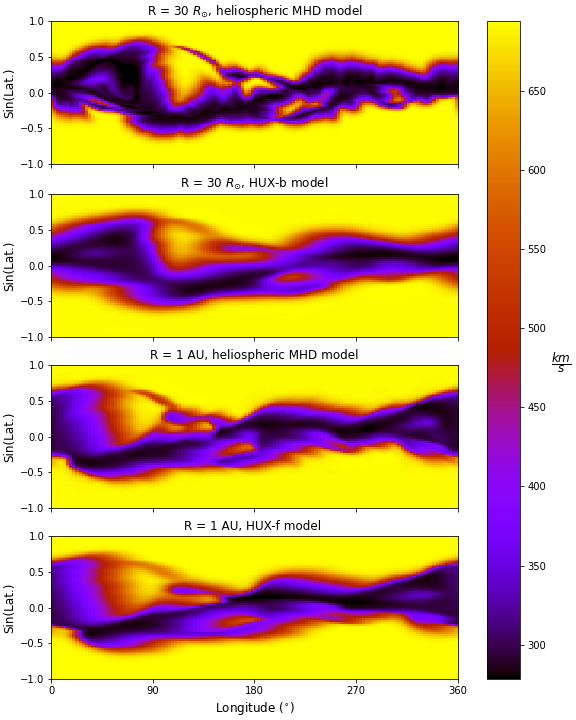 R = 30 R⊙, heliospheric MHD model
1.0
0.5
0.0
−0.5
−1.0
Sin(Lat.)
R = 30 R⊙, HUX-b model
1.0
0.5
0.0
−0.5
−1.0
Sin(Lat.)
R = 1 AU, heliospheric MHD model
1.0
0.5
0.0
−0.5
−1.0
Sin(Lat.)
R = 1 AU, HUX-f model
1.0
0.5
0.0
−0.5
−1.0
Sin(Lat.)
0 90 180 270 360
Longitude (°)
650
600
550
500
450
400
350
300
km
s